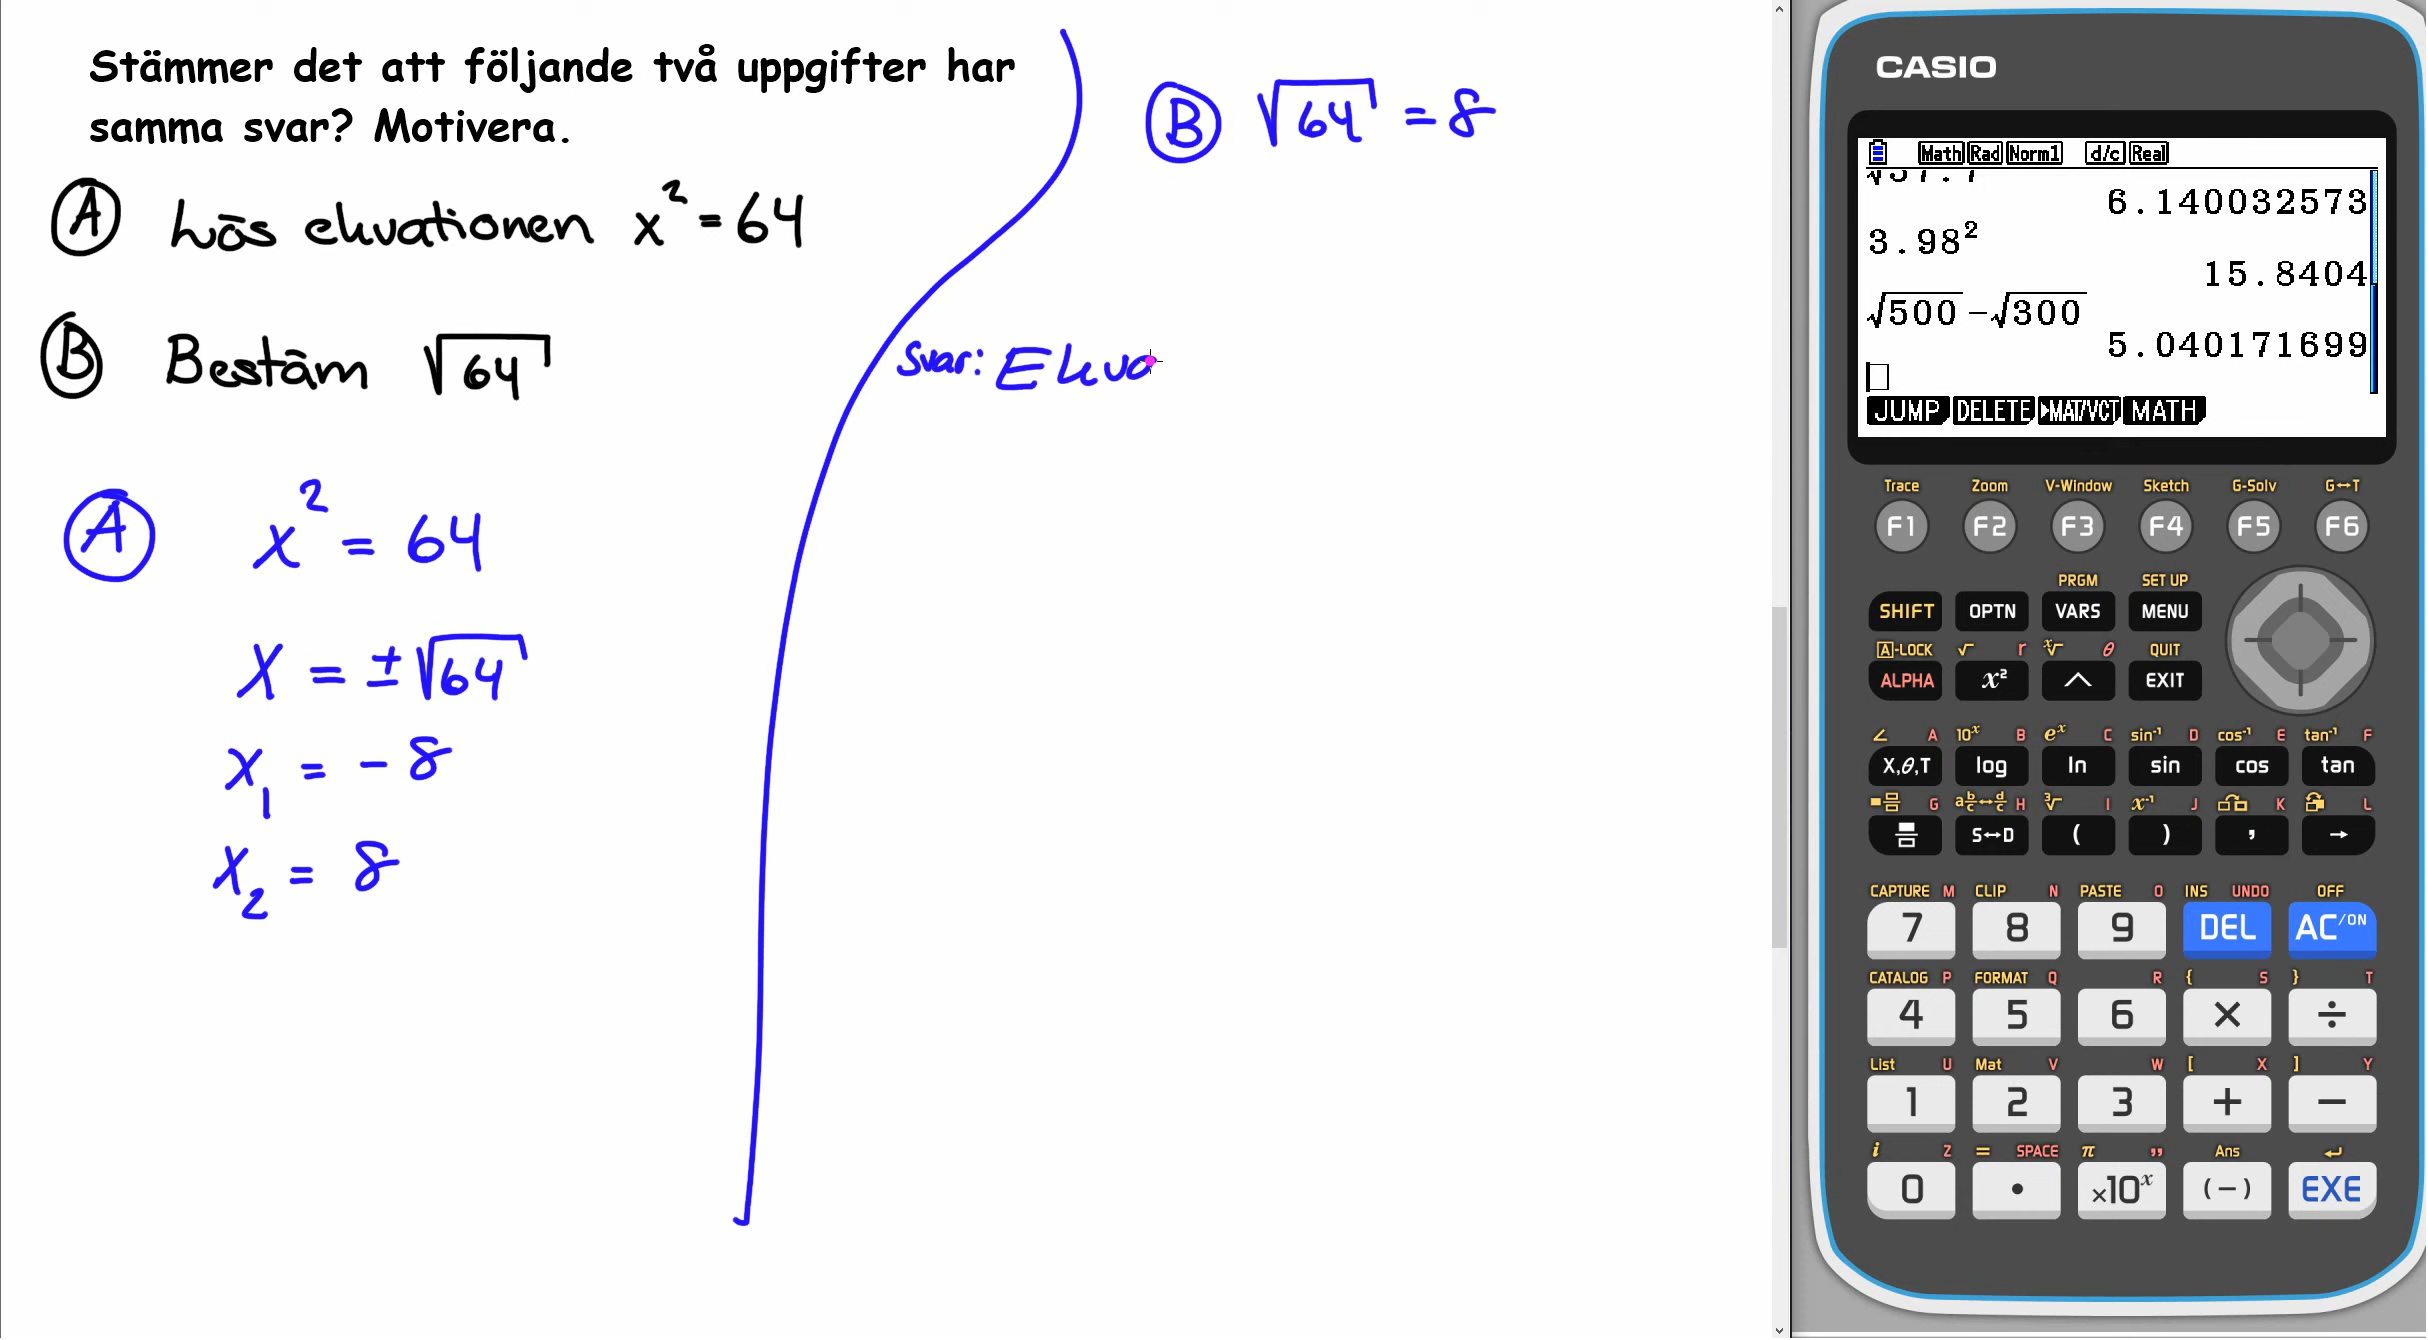 Stämmer det att följande två uppgifter har
samma svar? Motivera.
A Lös ekvationen x² = 64
B Bestäm √64
A x² = 64
x = ±√64
x₁ = -8
x₂ = 8
B √64 = 8
Svar: Ekva
CASIO
Math Rad Norm1 d/c Real
6.140032573
3.98²
15.8404
√500-√300
5.040171699
JUMP DELETE ▶MAT/VCT MATH
Trace Zoom V-Window Sketch G-Solv G↔T
F1 F2 F3 F4 F5 F6
PRGM SET UP
SHIFT OPTN VARS MENU
A-LOCK √ r ˣ√ θ QUIT
ALPHA x² ^ EXIT
∠ A 10ˣ B eˣ C sin⁻¹ D cos⁻¹ E tan⁻¹ F
X,θ,T log ln sin cos tan
G a b/c↔d/c H ³√ I x⁻¹ J K L
S↔D ( ) , →
CAPTURE M CLIP N PASTE O INS UNDO OFF
7 8 9 DEL AC/ON
CATALOG P FORMAT Q R { S } T
4 5 6 × ÷
List U Mat V W [ X ] Y
1 2 3 + −
i Z = SPACE π " Ans ↵
0 • ×10ˣ (−) EXE